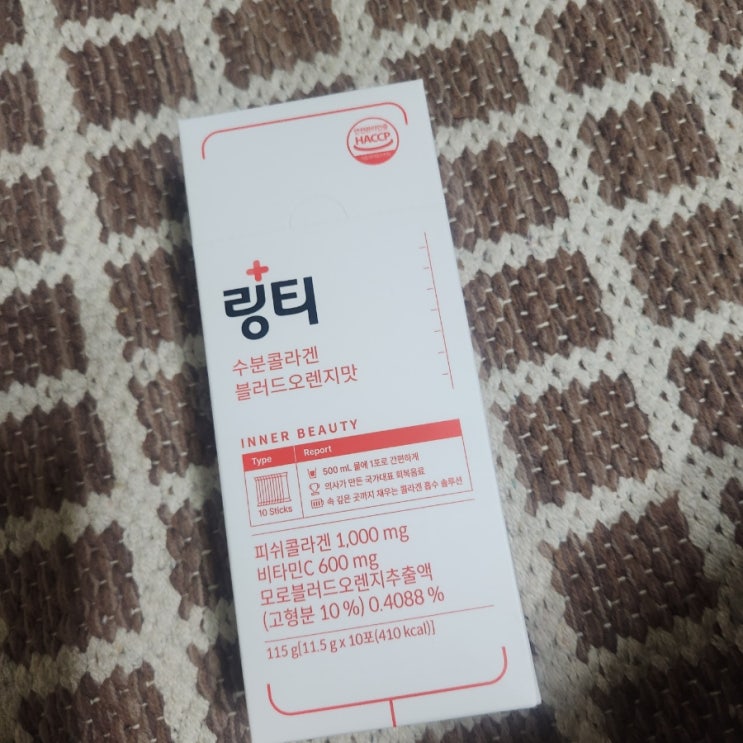 HACCP
링티
수분콜라겐
블러드오렌지맛
INNER BEAUTY
Type Report
500 mL 물에 1포로 간편하게
의사가 만든 국가대표 회복음료
속 깊은 곳까지 채우는 콜라겐 흡수 솔루션
10 Sticks
피쉬콜라겐 1,000 mg
비타민C 600 mg
모로블러드오렌지추출액
(고형분 10 %) 0.4088 %
115 g[11.5 g x 10포(410 kcal)]